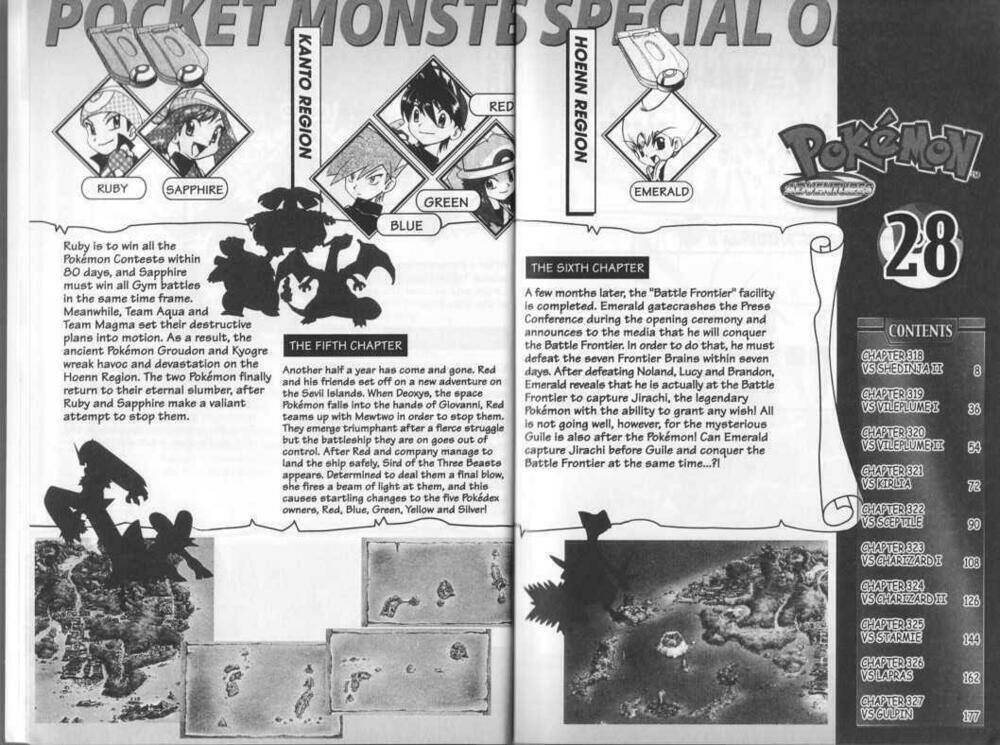 POCKET MONSTE SPECIAL O
RUBY
SAPPHIRE
KANTO REGION
RED
GREEN
BLUE
Ruby is to win all the
Pokémon Contests within
80 days, and Sapphire
must win all Gym battles
in the same time frame.
Meanwhile, Team Aqua and
Team Magma set their destructive
plans into motion. As a result, the
ancient Pokémon Groudon and Kyogre
wreak havoc and devastation on the
Hoenn Region. The two Pokémon finally
return to their eternal slumber, after
Ruby and Sapphire make a valiant
attempt to stop them.
THE FIFTH CHAPTER
Another half a year has come and gone. Red
and his friends set off on a new adventure on
the Sevii Islands. When Deoxys, the space
Pokémon falls into the hands of Giovanni, Red
teams up with Mewtwo in order to stop them.
They emerge triumphant after a fierce struggle
but the battleship they are on goes out of
control. After Red and company manage to
land the ship safely, Sird of the Three Beasts
appears. Determined to deal them a final blow,
she fires a beam of light at them, and this
causes startling changes to the five Pokédex
owners, Red, Blue, Green, Yellow and Silver!
HOENN REGION
EMERALD
THE SIXTH CHAPTER
A few months later, the "Battle Frontier" facility
is completed. Emerald gatecrashes the Press
Conference during the opening ceremony and
announces to the media that he will conquer
the Battle Frontier. In order to do that, he must
defeat the seven Frontier Brains within seven
days. After defeating Noland, Lucy and Brandon,
Emerald reveals that he is actually at the Battle
Frontier to capture Jirachi, the legendary
Pokémon with the ability to grant any wish! All
is not going well, however, for the mysterious
Guile is also after the Pokémon! Can Emerald
capture Jirachi before Guile and conquer the
Battle Frontier at the same time...?!
POKéMON
ADVENTURES
28
CONTENTS
CHAPTER 318
VS SHEDINJA II 8
CHAPTER 319
VS VILEPLUME I 36
CHAPTER 320
VS VILEPLUME II 54
CHAPTER 321
VS KIRLIA 72
CHAPTER 322
VS SCEPTILE 90
CHAPTER 323
VS CHARIZARD I 108
CHAPTER 324
VS CHARIZARD II 126
CHAPTER 325
VS STARMIE 144
CHAPTER 326
VS LAPRAS 162
CHAPTER 327
VS GULPIN 177